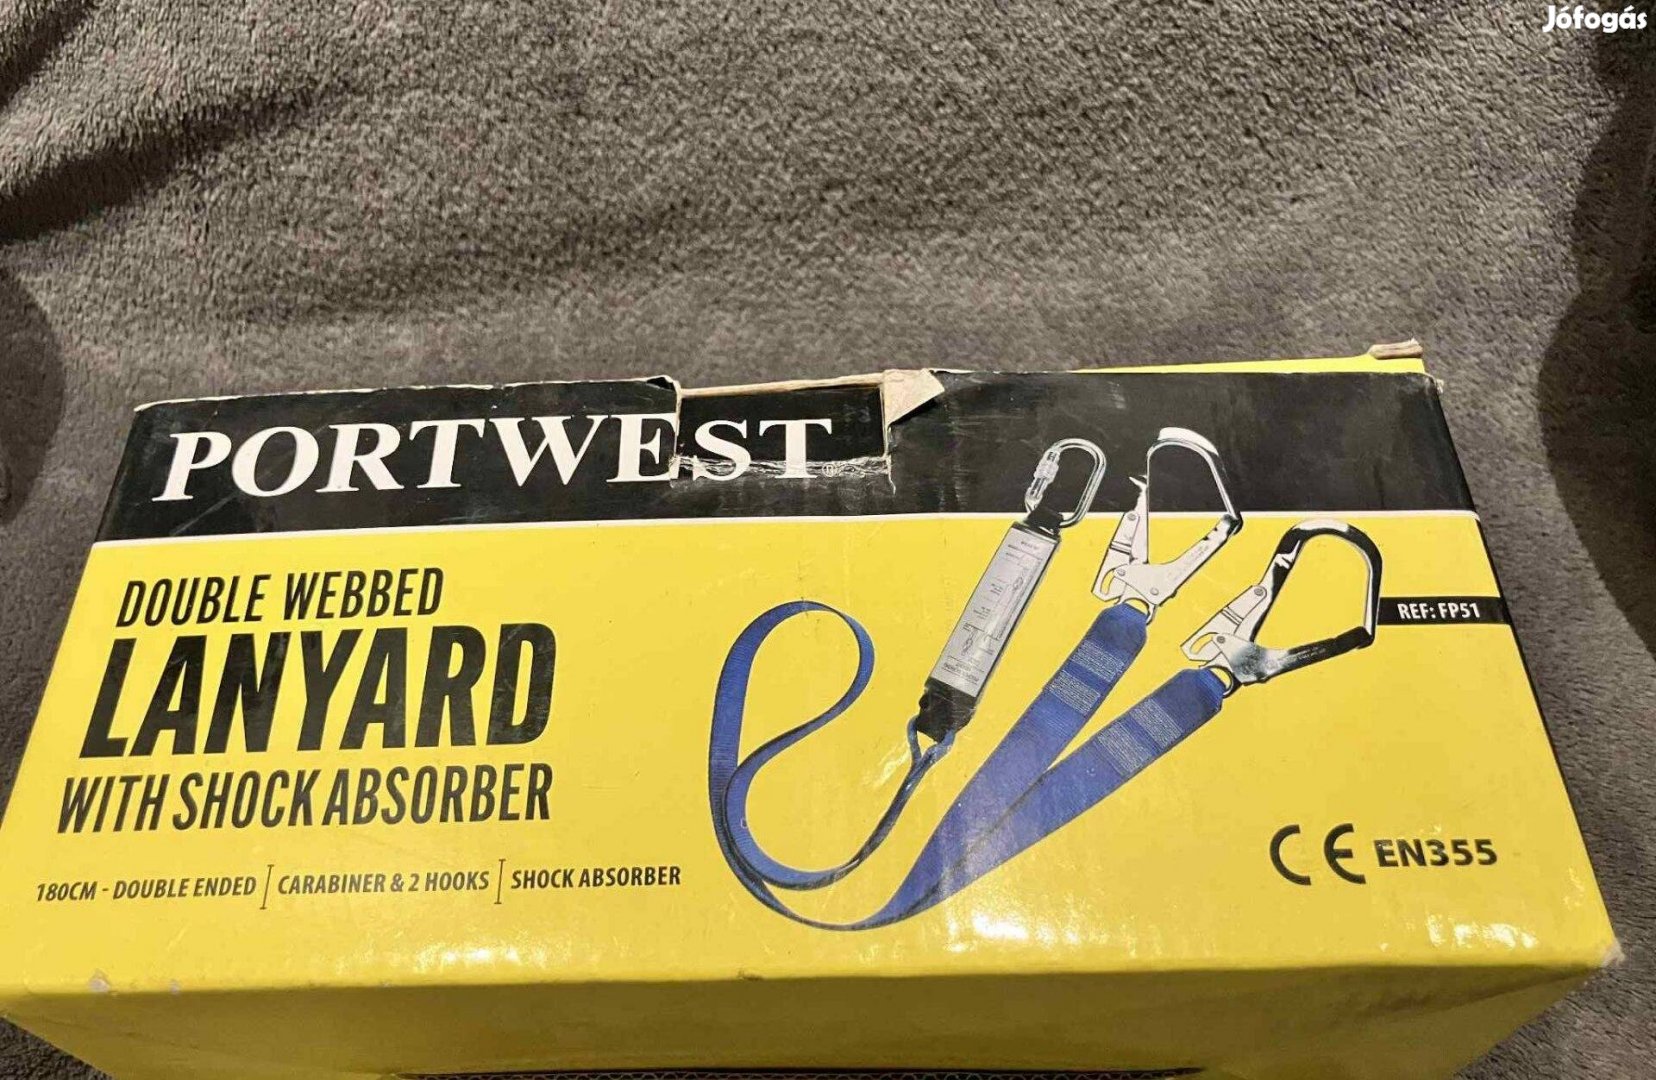 Jófogás
PORTWEST
DOUBLE WEBBED
LANYARD
WITH SHOCK ABSORBER
180CM - DOUBLE ENDED | CARABINER & 2 HOOKS | SHOCK ABSORBER
REF: FP51
CE EN355